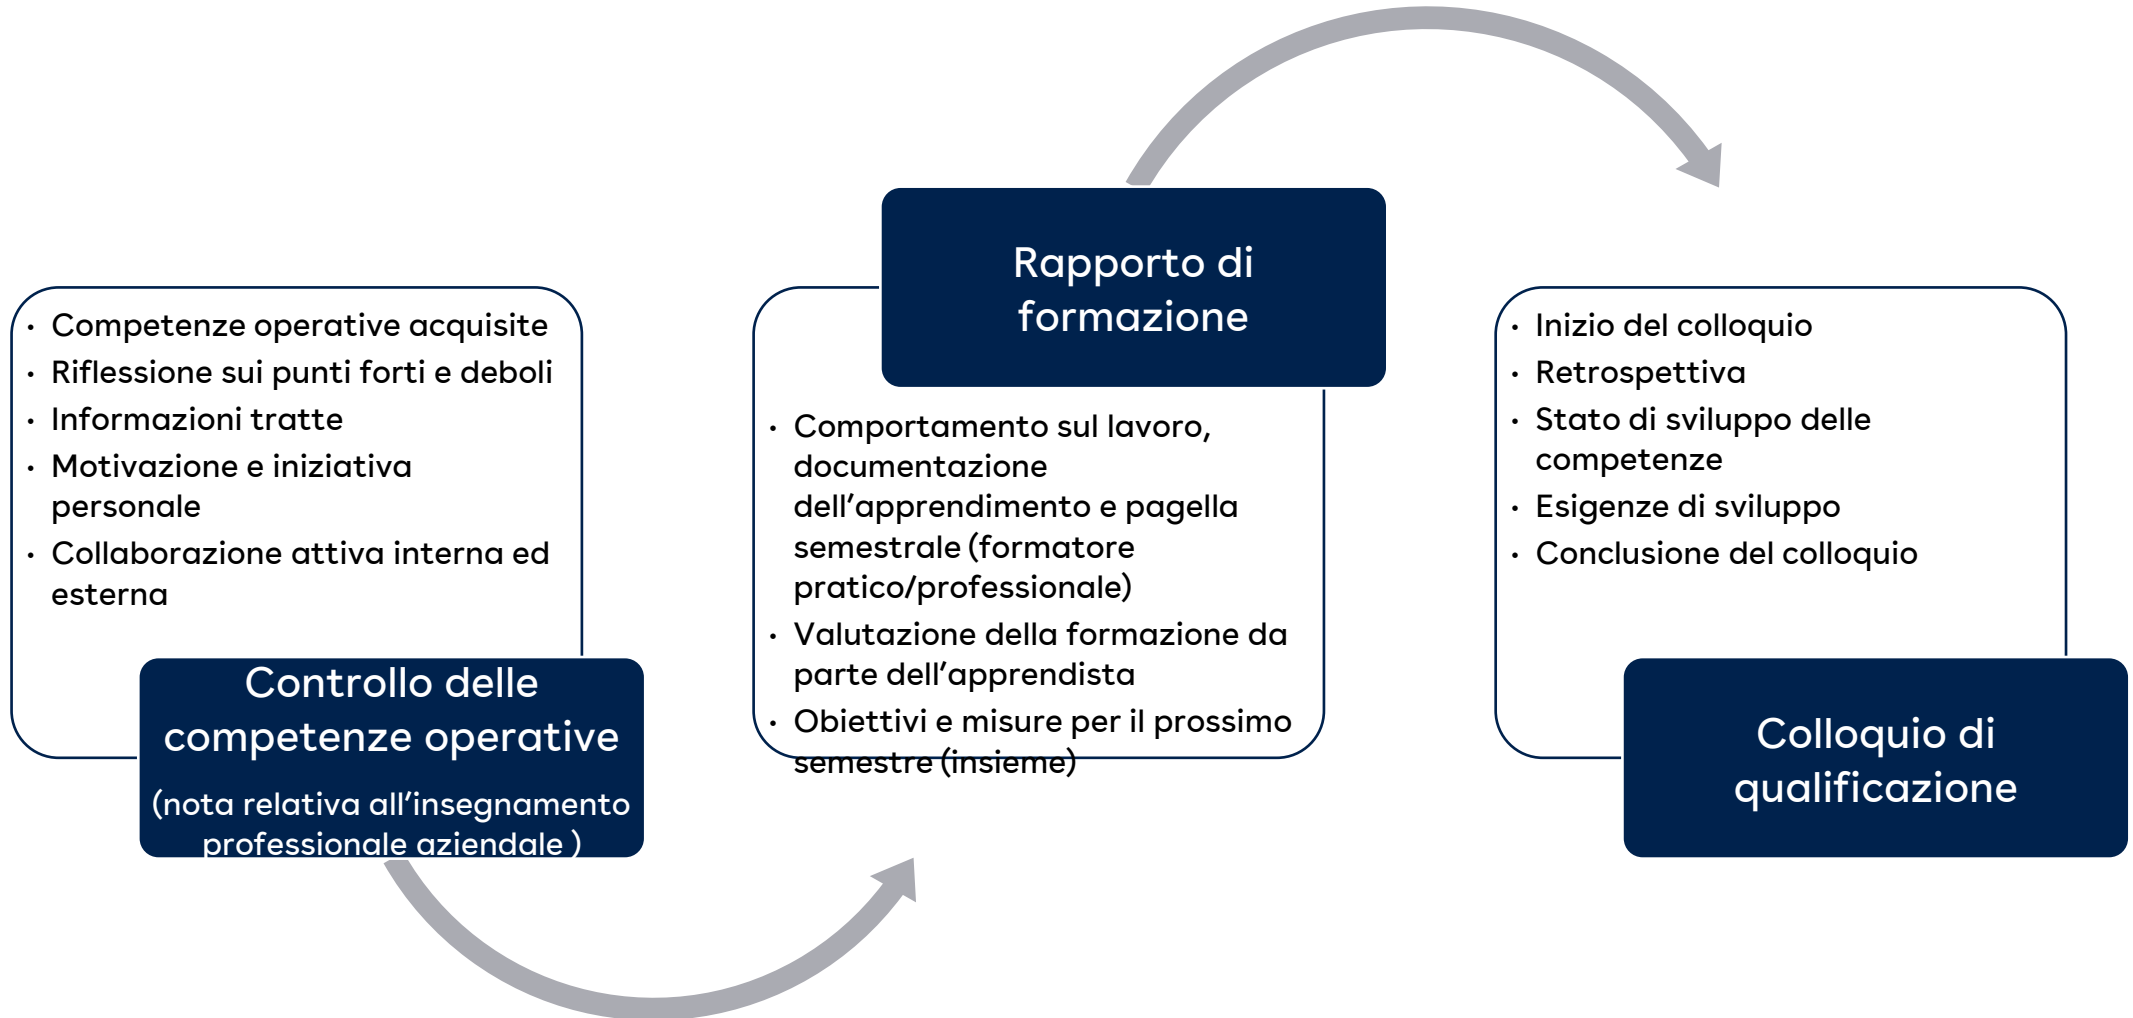 • Competenze operative acquisite
• Riflessione sui punti forti e deboli
• Informazioni tratte
• Motivazione e iniziativa
personale
• Collaborazione attiva interna ed
esterna
Controllo delle
competenze operative
(nota relativa all’insegnamento
professionale aziendale )
Rapporto di
formazione
• Comportamento sul lavoro,
documentazione
dell’apprendimento e pagella
semestrale (formatore
pratico/professionale)
• Valutazione della formazione da
parte dell’apprendista
• Obiettivi e misure per il prossimo
semestre (insieme)
• Inizio del colloquio
• Retrospettiva
• Stato di sviluppo delle
competenze
• Esigenze di sviluppo
• Conclusione del colloquio
Colloquio di
qualificazione